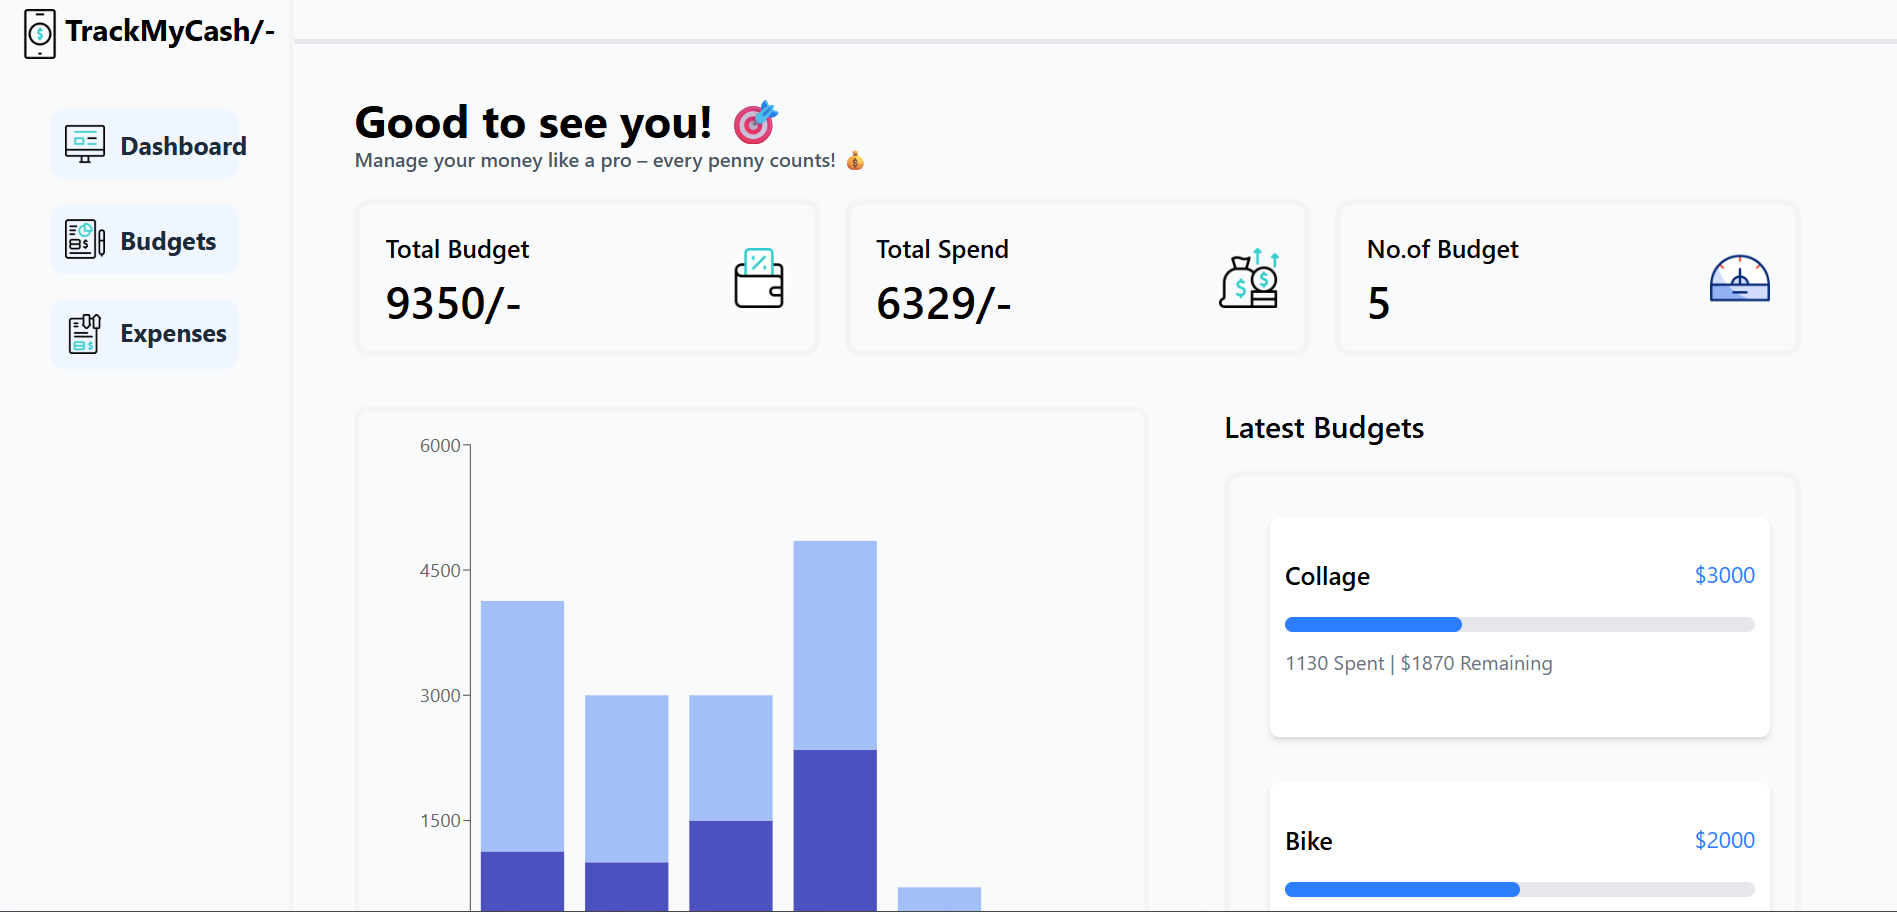 TrackMyCash/-
Dashboard
Budgets
Expenses
Good to see you!
Manage your money like a pro – every penny counts!
Total Budget
9350/-
Total Spend
6329/-
No.of Budget
5
6000
4500
3000
1500
Latest Budgets
Collage $3000
1130 Spent | $1870 Remaining
Bike $2000